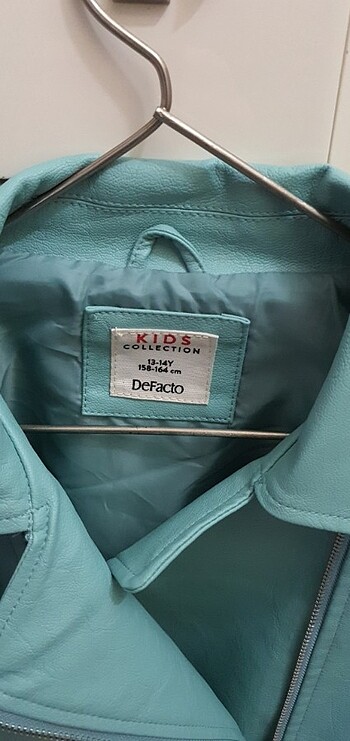 KIDS
COLLECTION
13-14Y
158-164 cm
DeFacto